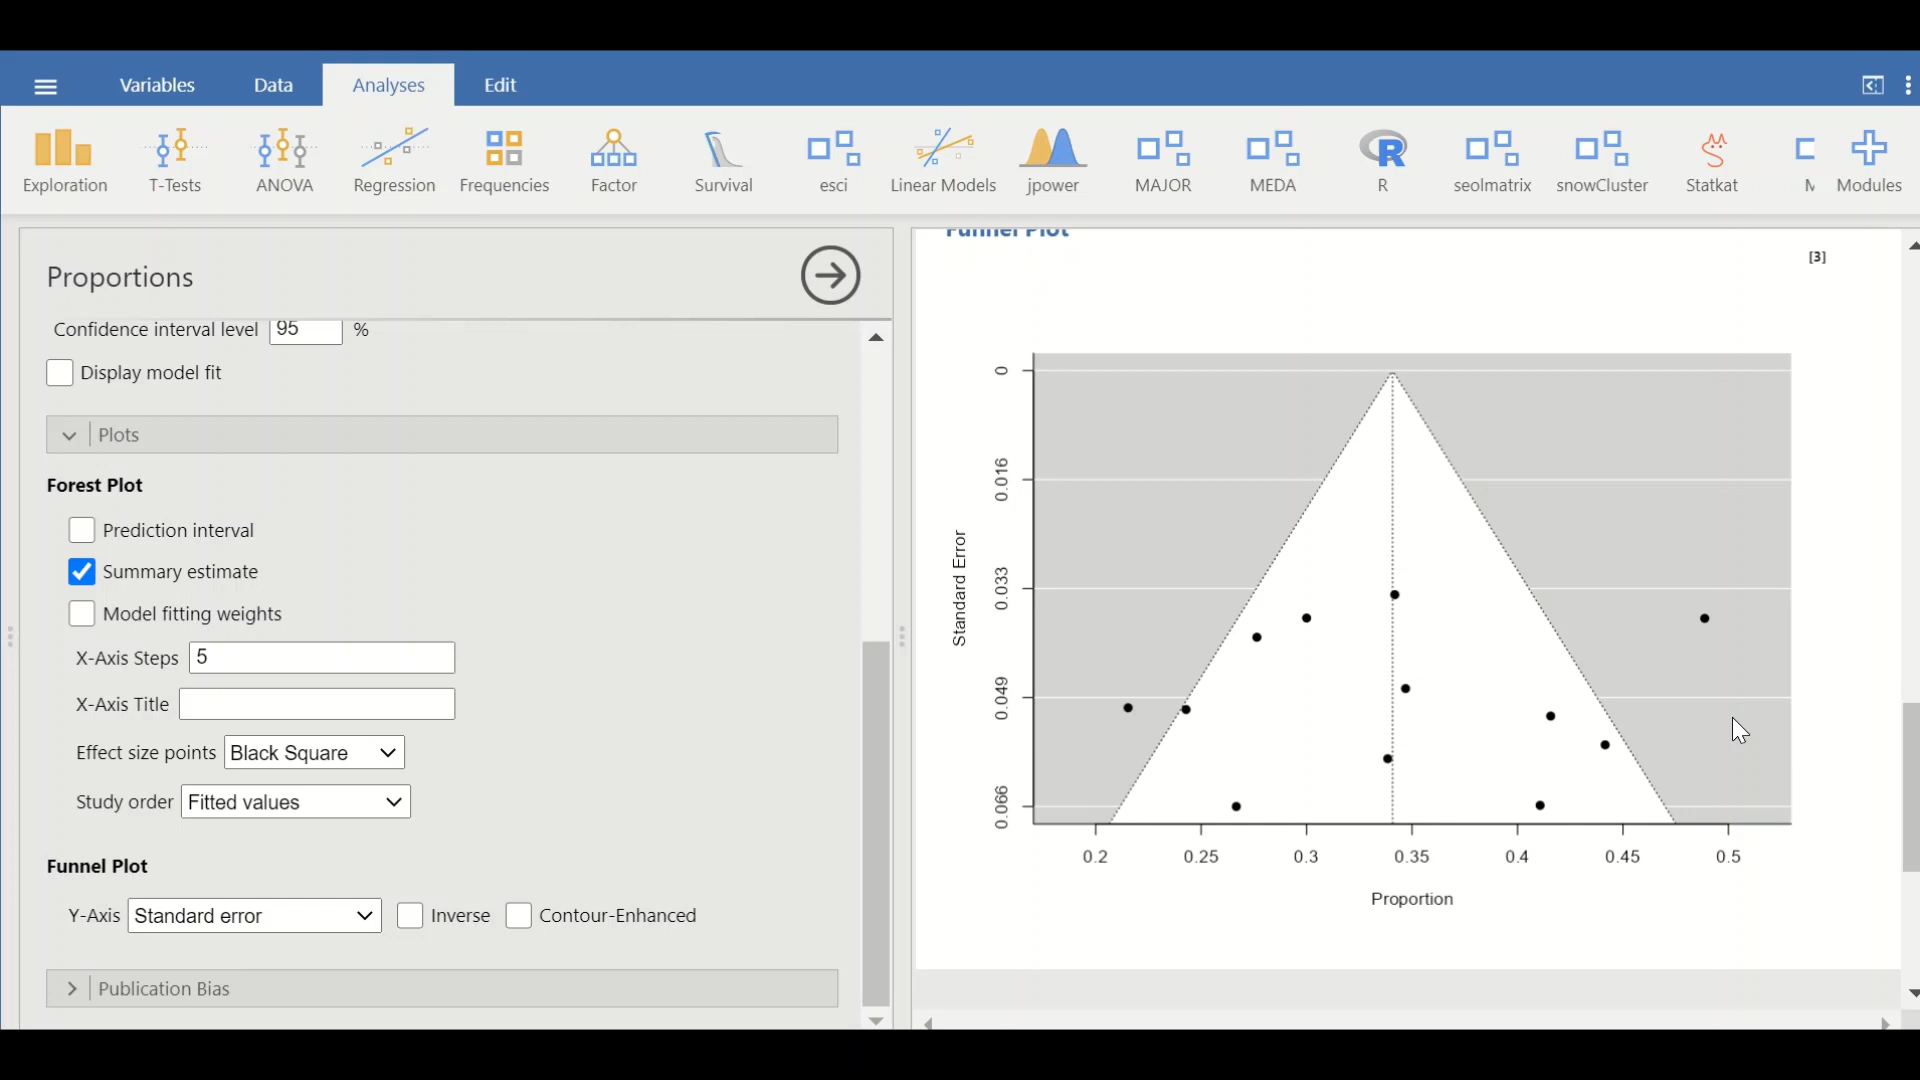 Variables Data Analyses Edit
Exploration T-Tests ANOVA Regression Frequencies Factor Survival esci Linear Models jpower MAJOR MEDA R seolmatrix snowCluster Statkat Modules
Proportions
Confidence interval level 95 %
Display model fit
Plots
Forest Plot
Prediction interval
Summary estimate
Model fitting weights
X-Axis Steps 5
X-Axis Title
Effect size points Black Square
Study order Fitted values
Funnel Plot
Y-Axis Standard error Inverse Contour-Enhanced
Publication Bias
Funnel Plot
[3]
Standard Error
0
0.016
0.033
0.049
0.066
0.2 0.25 0.3 0.35 0.4 0.45 0.5
Proportion